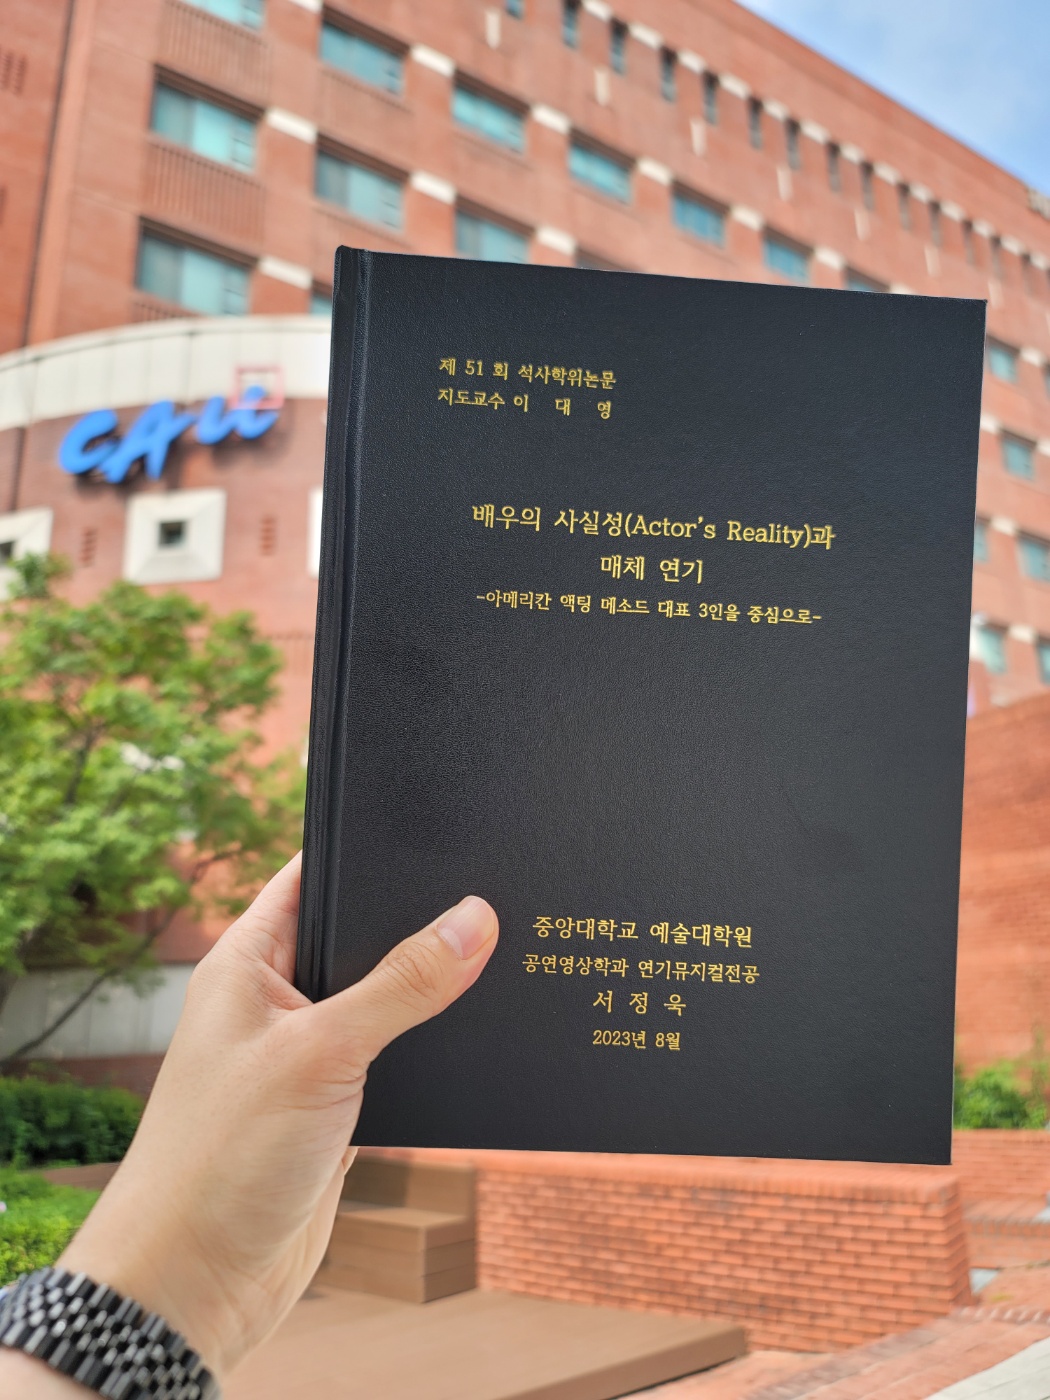 CAU
제 51 회 석사학위논문
지도교수 이 대 영
배우의 사실성(Actor's Reality)과
매체 연기
-아메리칸 액팅 메소드 대표 3인을 중심으로-
중앙대학교 예술대학원
공연영상학과 연기뮤지컬전공
서 정 욱
2023년 8월